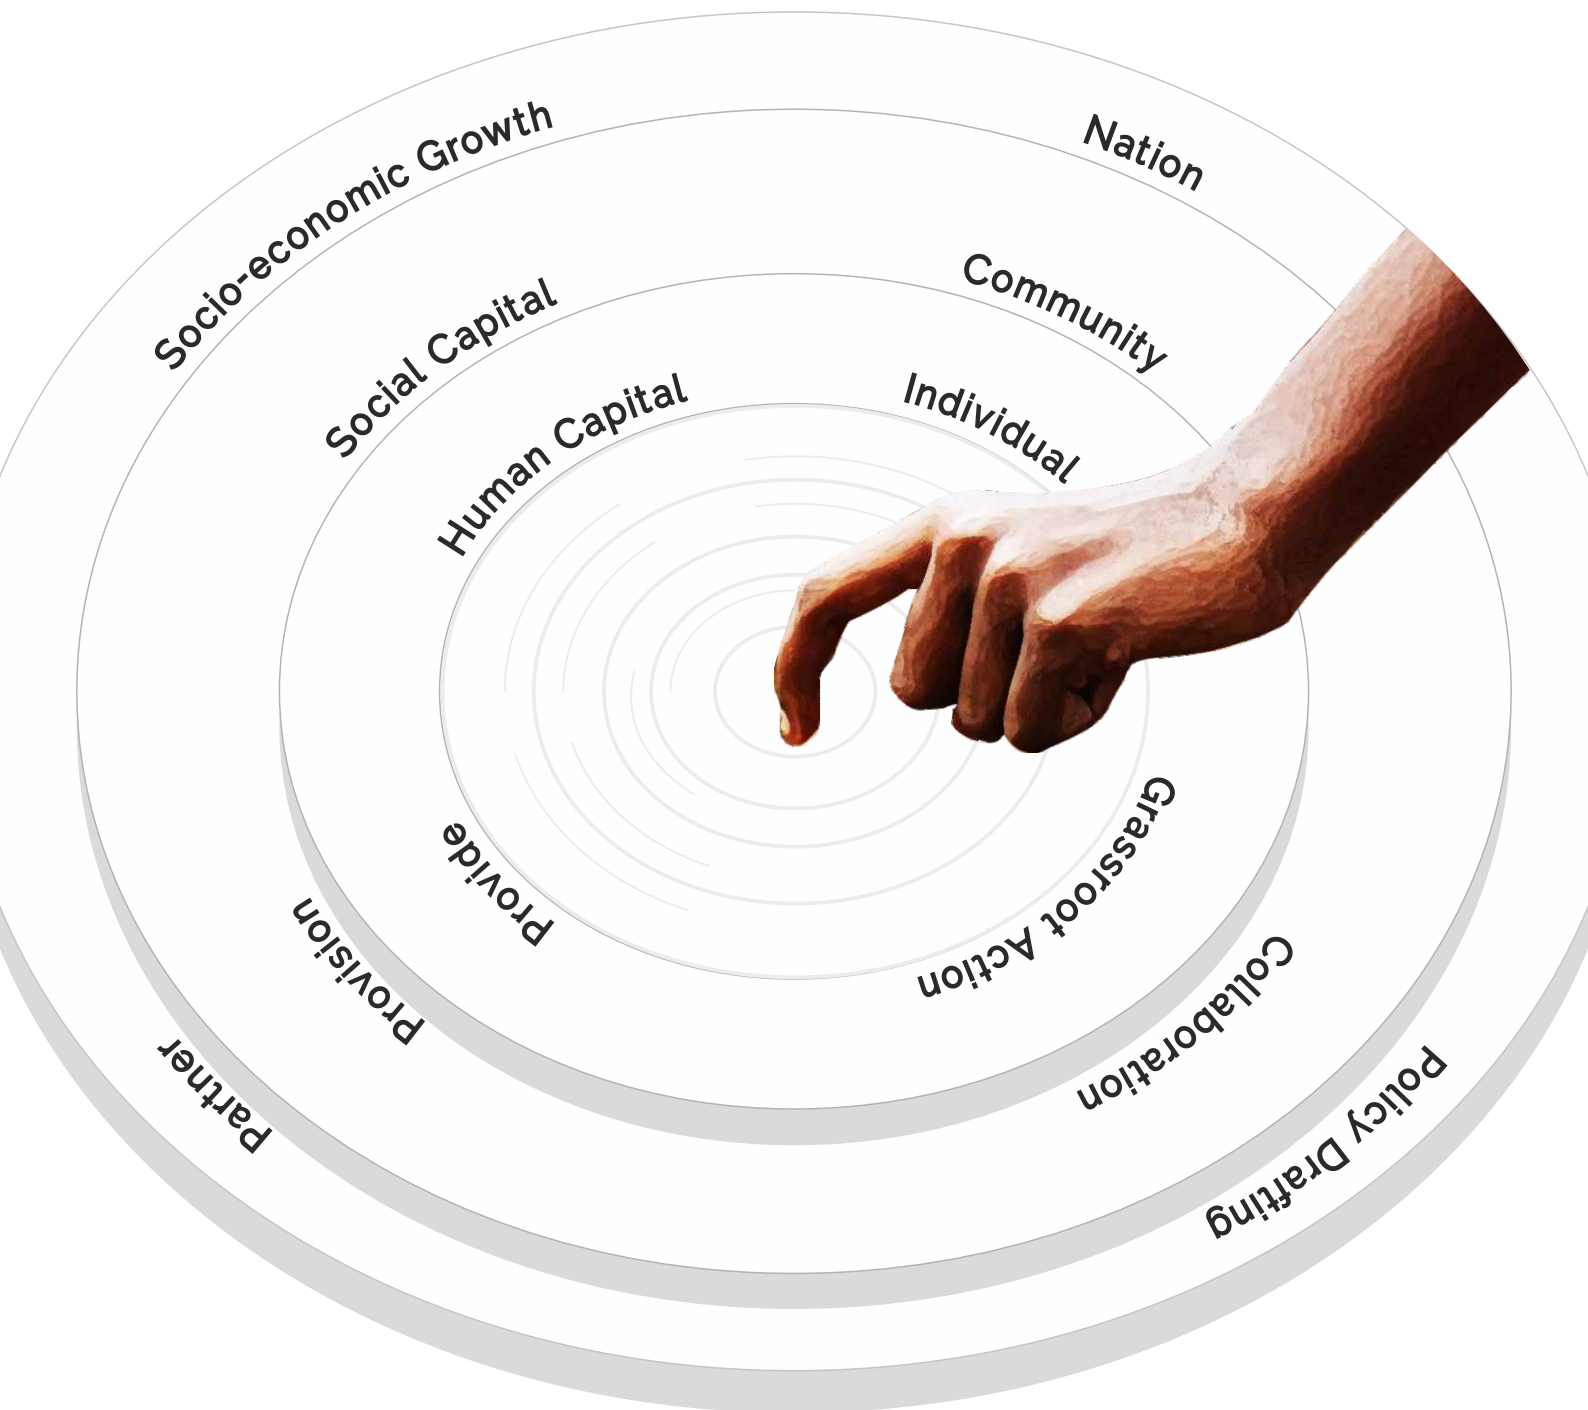 Socio-economic Growth
Nation
Social Capital
Community
Human Capital
Individual
Provide
Grassroot Action
Provision
Collaboration
Partner
Policy Drafting